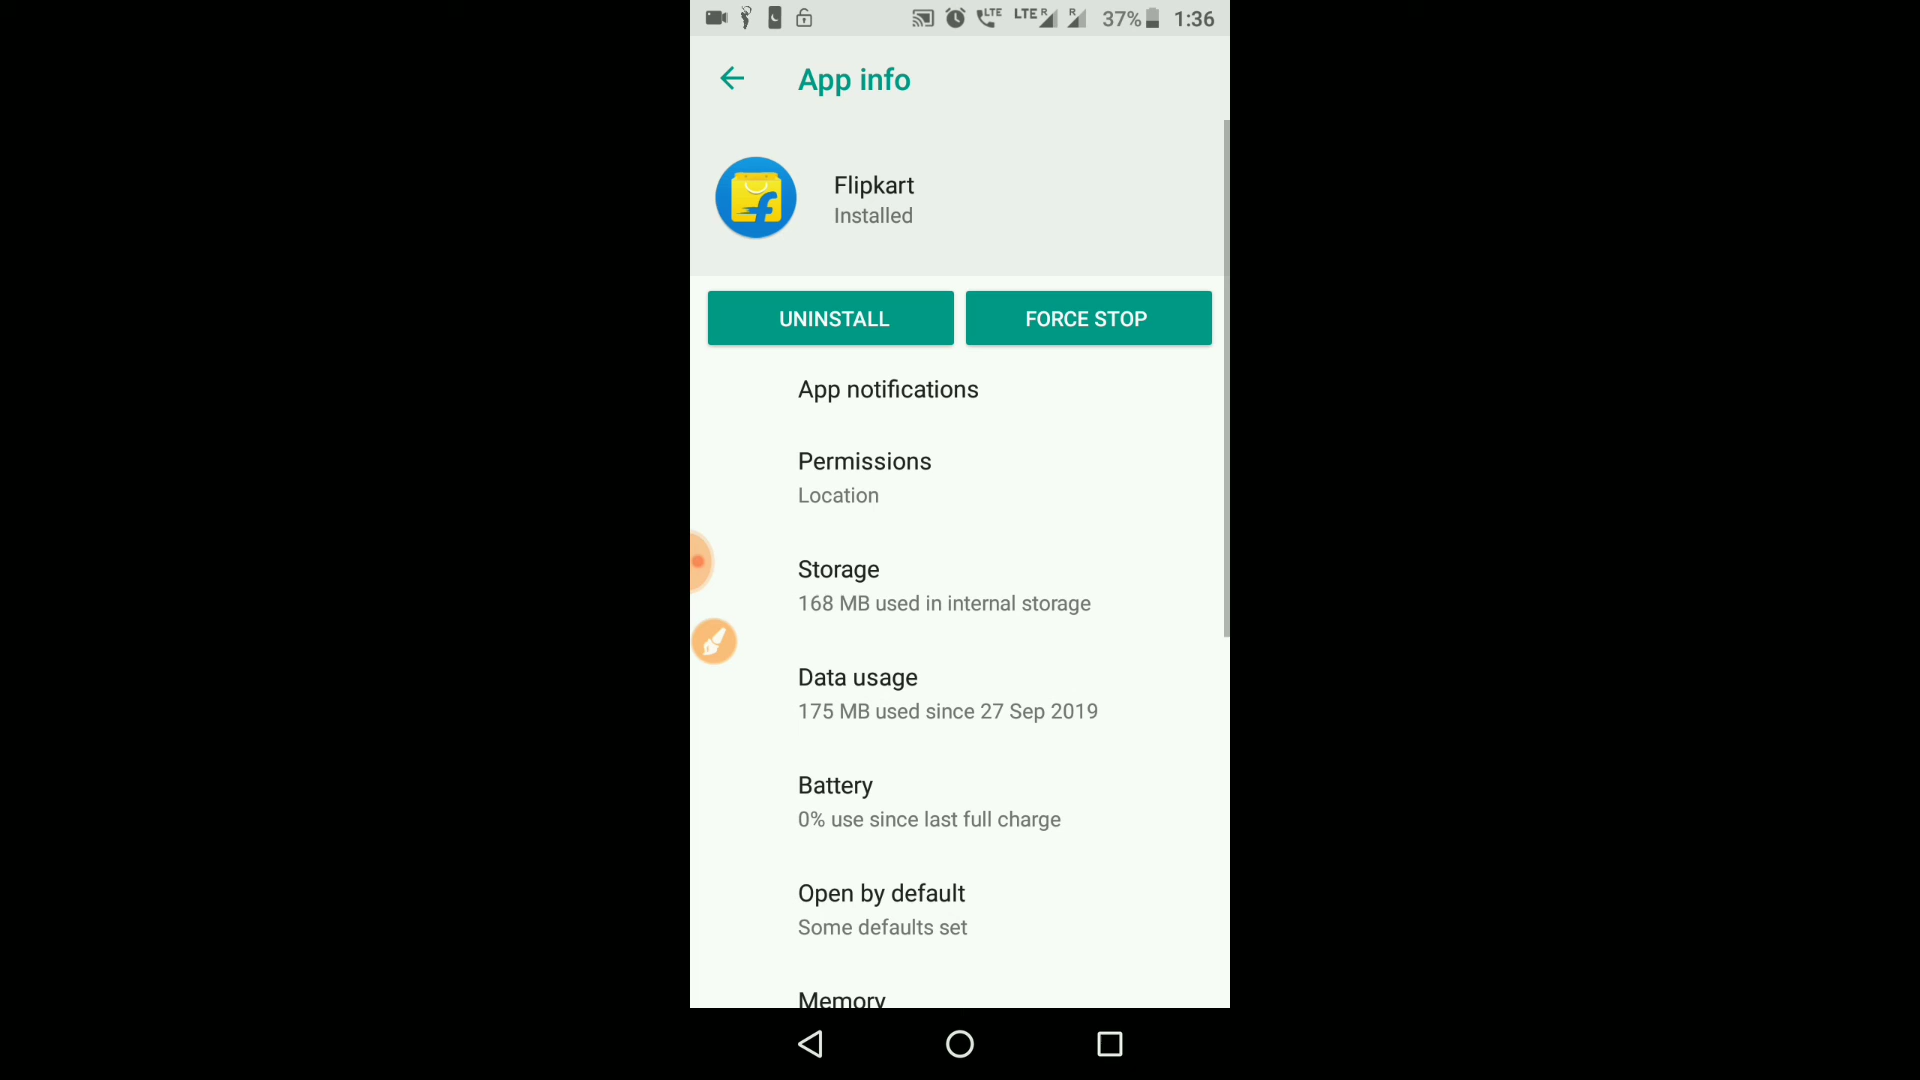 LTE LTE R R 37% 1:36
App info
Flipkart
Installed
UNINSTALL FORCE STOP
App notifications
Permissions
Location
Storage
168 MB used in internal storage
Data usage
175 MB used since 27 Sep 2019
Battery
0% use since last full charge
Open by default
Some defaults set
Memory